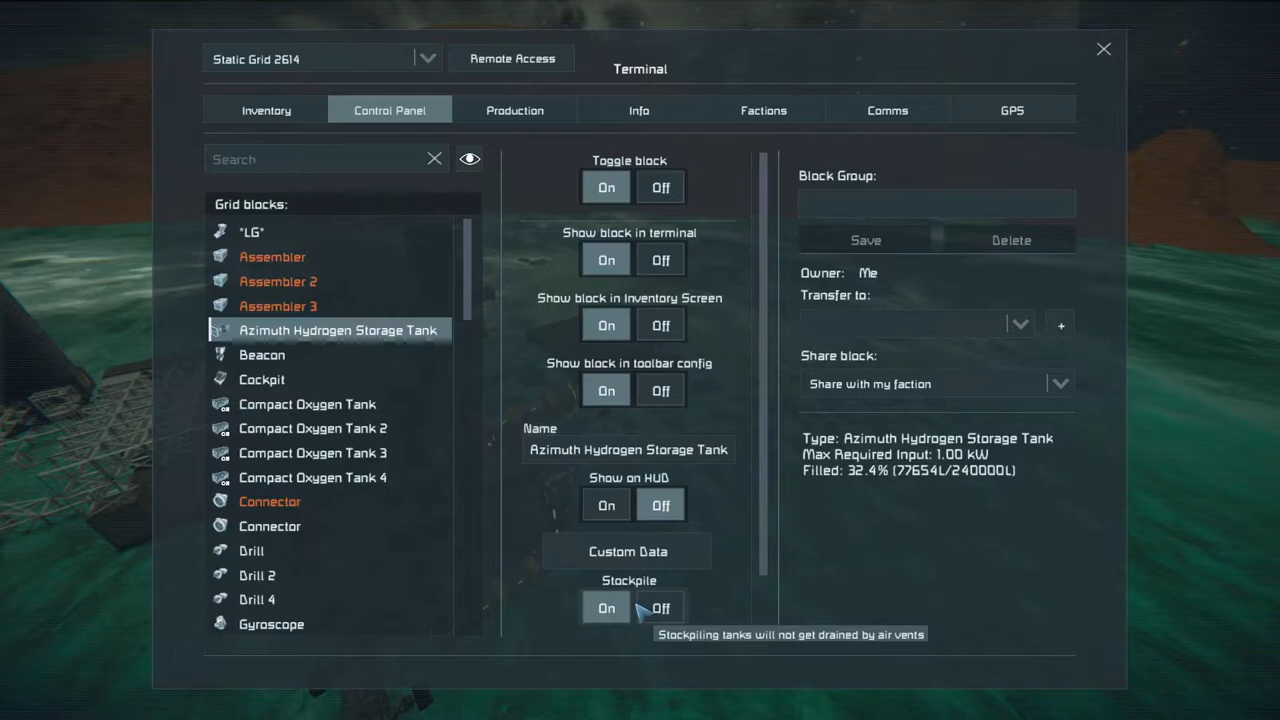 Static Grid 2614
Remote Access
Terminal
Inventory
Control Panel
Production
Info
Factions
Comms
GPS
Search
Grid blocks:
*LG*
Assembler
Assembler 2
Assembler 3
Azimuth Hydrogen Storage Tank
Beacon
Cockpit
Compact Oxygen Tank
Compact Oxygen Tank 2
Compact Oxygen Tank 3
Compact Oxygen Tank 4
Connector
Connector
Drill
Drill 2
Drill 4
Gyroscope
Toggle block
On Off
Show block in terminal
On Off
Show block in Inventory Screen
On Off
Show block in toolbar config
On Off
Name
Azimuth Hydrogen Storage Tank
Show on HUD
On Off
Custom Data
Stockpile
On Off
Stockpiling tanks will not get drained by air vents
Block Group:
Save
Delete
Owner: Me
Transfer to:
+
Share block:
Share with my faction
Type: Azimuth Hydrogen Storage Tank
Max Required Input: 1.00 kW
Filled: 32.4% (77654L/240000L)